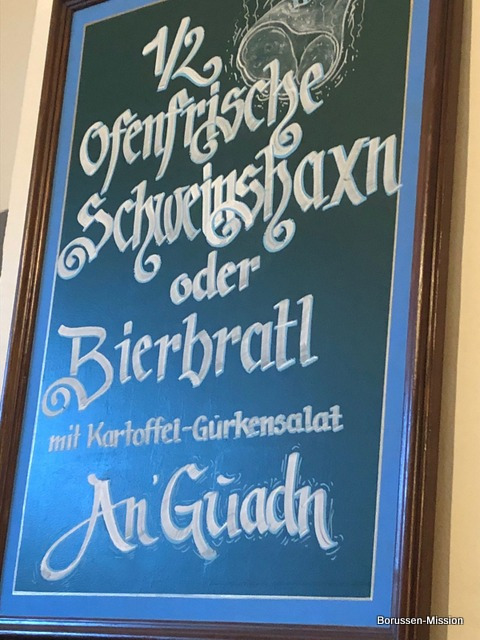 1/2
Ofenfrische
Schweinshaxn
oder
Bierbratl
mit Kartoffel-Gurkensalat
An' Guadn
Borussen-Mission